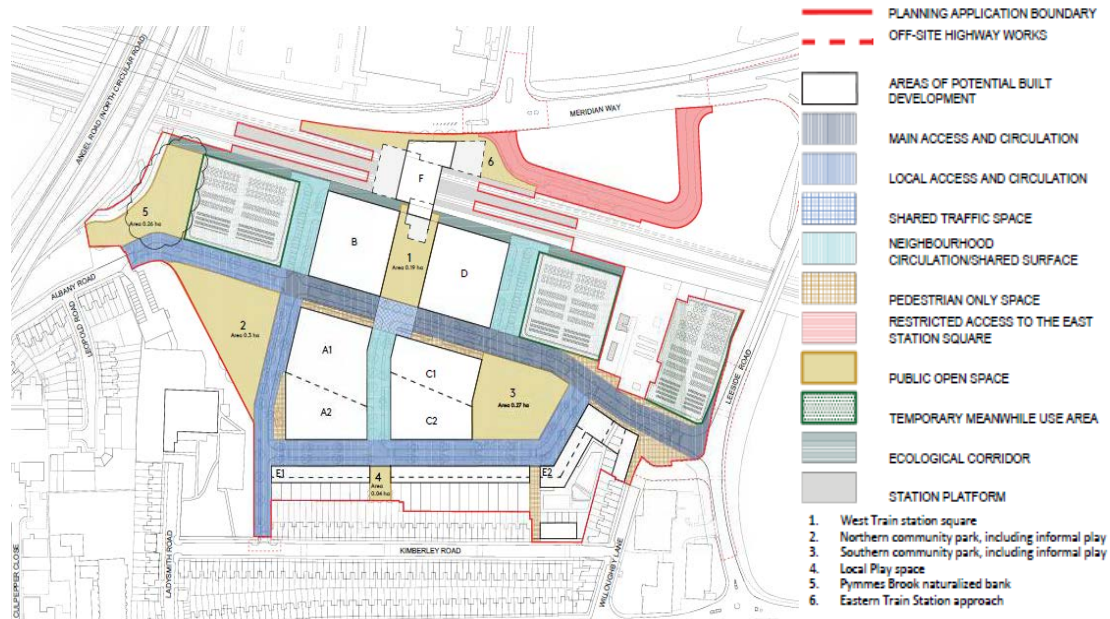 ANGEL ROAD (NORTH CIRCULAR ROAD)
MERIDIAN WAY
6
F
5
Area 0.26 ha
B
1
Area 0.19 ha
D
ALBANY ROAD
LEOPOLD ROAD
2
Area 0.3 ha
A1
C1
3
Area 0.27 ha
A2
C2
LEESIDE ROAD
E1
4
Area
0.04 ha
E2
CULPEPPER CLOSE
LADYSMITH ROAD
KIMBERLEY ROAD
WILLOUGHBY LANE
PLANNING APPLICATION BOUNDARY
OFF-SITE HIGHWAY WORKS
AREAS OF POTENTIAL BUILT
DEVELOPMENT
MAIN ACCESS AND CIRCULATION
LOCAL ACCESS AND CIRCULATION
SHARED TRAFFIC SPACE
NEIGHBOURHOOD
CIRCULATION/SHARED SURFACE
PEDESTRIAN ONLY SPACE
RESTRICTED ACCESS TO THE EAST
STATION SQUARE
PUBLIC OPEN SPACE
TEMPORARY MEANWHILE USE AREA
ECOLOGICAL CORRIDOR
STATION PLATFORM
1. West Train station square
2. Northern community park, including informal play
3. Southern community park, including informal play
4. Local Play space
5. Pymmes Brook naturalized bank
6. Eastern Train Station approach